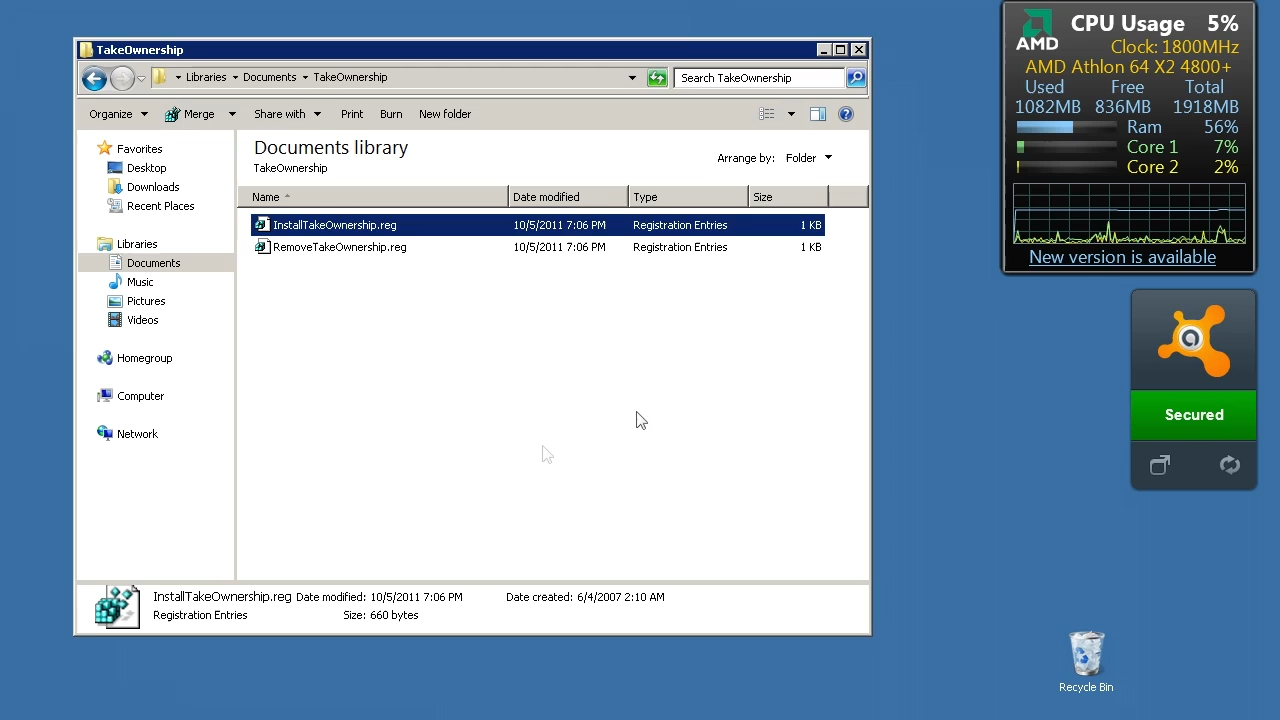 TakeOwnership
Libraries Documents TakeOwnership
Search TakeOwnership
Organize Merge Share with Print Burn New folder
Favorites
Desktop
Downloads
Recent Places
Libraries
Documents
Music
Pictures
Videos
Homegroup
Computer
Network
Documents library
TakeOwnership
Arrange by: Folder
Name Date modified Type Size
InstallTakeOwnership.reg 10/5/2011 7:06 PM Registration Entries 1 KB
RemoveTakeOwnership.reg 10/5/2011 7:06 PM Registration Entries 1 KB
InstallTakeOwnership.reg Date modified: 10/5/2011 7:06 PM Date created: 6/4/2007 2:10 AM
Registration Entries Size: 660 bytes
AMD
CPU Usage 5%
Clock: 1800MHz
AMD Athlon 64 X2 4800+
Used Free Total
1082MB 836MB 1918MB
Ram 56%
Core 1 7%
Core 2 2%
New version is available
Secured
Recycle Bin